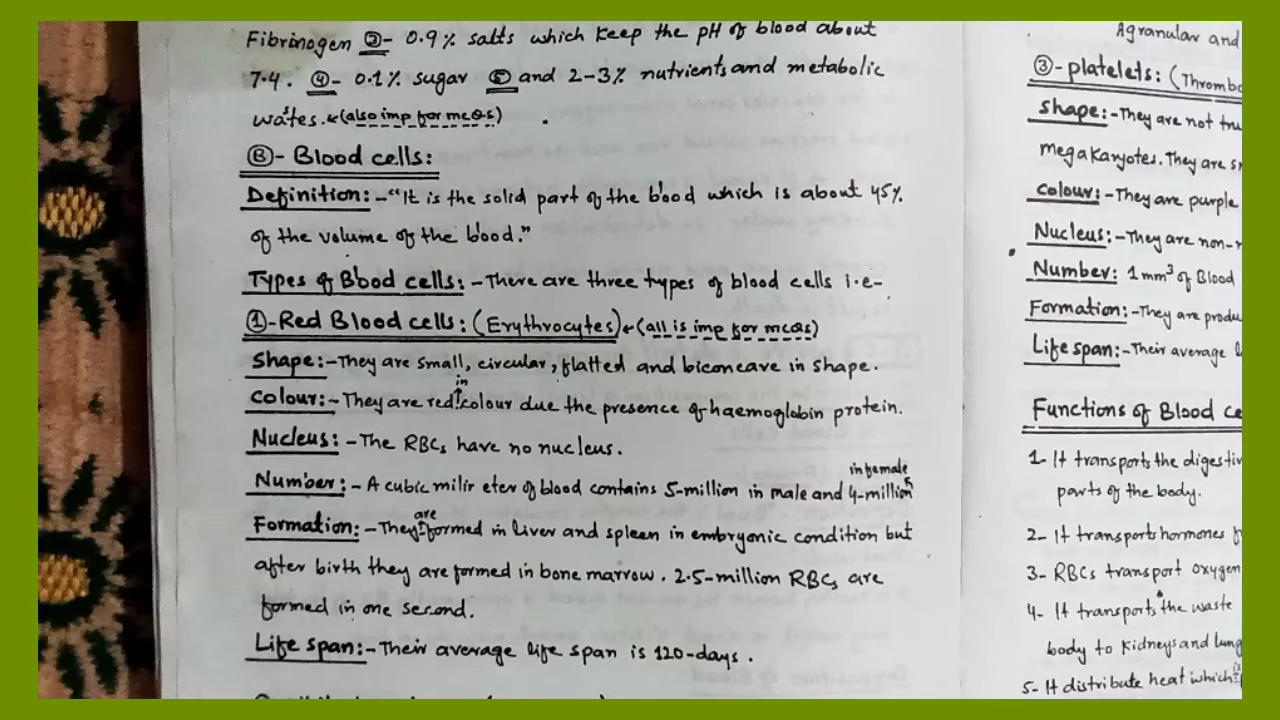 Fibrinogen ③- 0.9% salts which keep the pH of blood about
7.4. ④- 0.1% sugar ⑤ and 2-3% nutrients and metabolic
wastes. (also imp for mcqs)
Ⓑ- Blood cells:
Definition:- "It is the solid part of the blood which is about 45%
of the volume of the blood."
Types of Blood cells:- There are three types of blood cells i.e-
①-Red Blood cells: (Erythrocytes) (all is imp for mcqs)
Shape:- They are small, circular, flatted and biconcave in shape.
Colour:- They are red in colour due the presence of haemoglobin protein.
Nucleus:- The RBCs have no nucleus.
Number:- A cubic milir eter of blood contains 5-million in male and 4-million in female
Formation:- They are formed in liver and spleen in embryonic condition but
after birth they are formed in bone marrow. 2.5-million RBCs are
formed in one second.
Life span:- Their average life span is 120-days.
Agranular and
③-platelets: (Thrombo
Shape:- They are not tru
megakaryotes. They are s
Colour:- They are purple
Nucleus:- They are non-n
Number: 1mm³ of Blood
Formation:- They are produ
Life span:- Their average l
Functions of Blood ce
1- It transports the digestiv
parts of the body.
2- It transports hormones f
3- RBCs transport oxygen
4- It transports the waste
body to kidneys and lung
5- It distribute heat which is